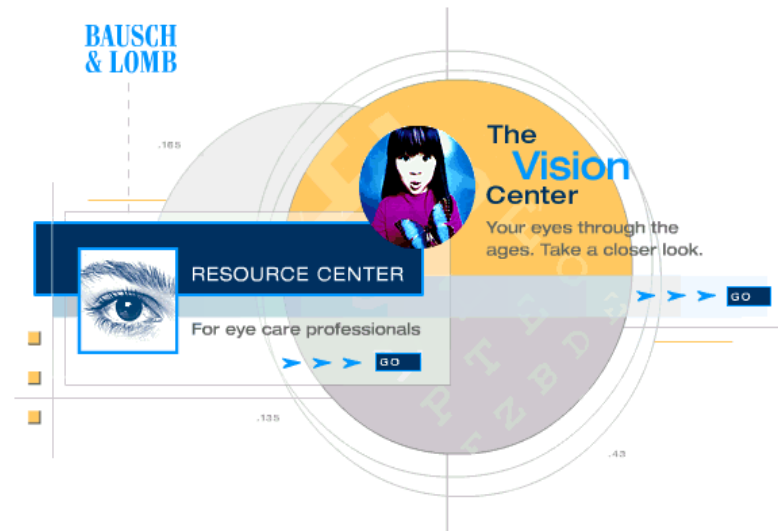 BAUSCH
& LOMB
.165
The
Vision
Center
Your eyes through the
ages. Take a closer look.
RESOURCE CENTER
GO
For eye care professionals
GO
.135
.43
P T E O
F Z B D E